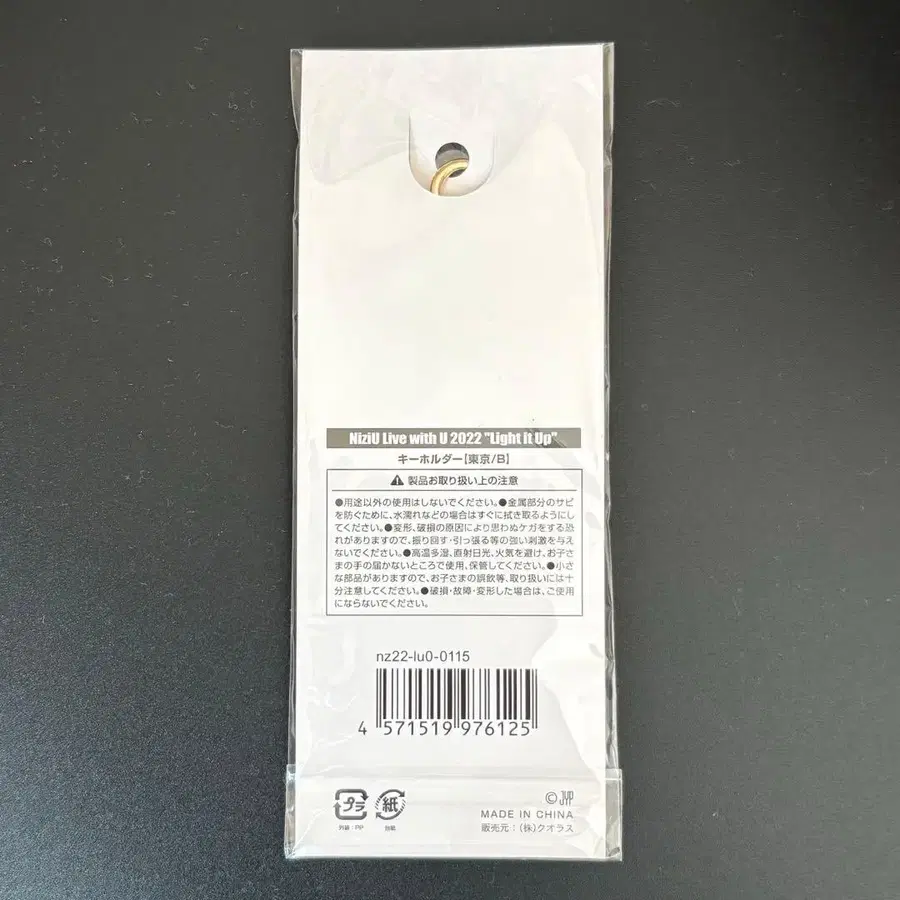 NiziU Live with U 2022 "Light It Up"
キーホルダー【東京/B】
製品お取り扱い上の注意
●用途以外の使用はしないでください。●金属部分のサビ
を防ぐために、水濡れなどの場合はすぐに拭き取るようにし
てください。●変形、破損の原因により思わぬケガをする恐
れがありますので、振り回す・引っ張る等の強い刺激を与え
ないでください。●高温多湿、直射日光、火気を避け、お子さ
まの手の届かないところで使用、保管してください。●小さ
な部品がありますので、お子さまの誤飲等、取り扱いには十
分注意してください。●破損・故障・変形した場合は、ご使用
にならないでください。
nz22-lu0-0115
4 571519 976125
プラ 紙
外袋:PP 台紙
© JYP
MADE IN CHINA
販売元:(株)クオラス